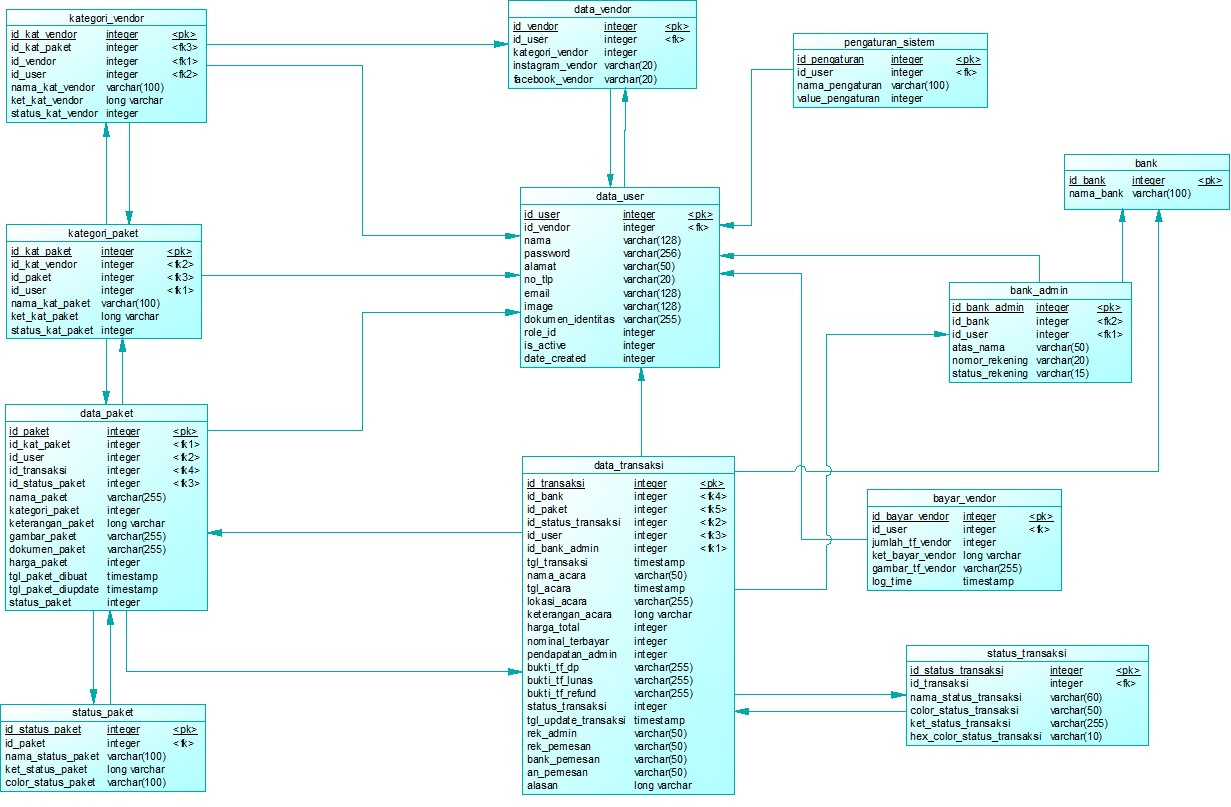 kategori_vendor
id_kat_vendor integer <pk>
id_kat_paket integer <fk3>
id_vendor integer <fk1>
id_user integer <fk2>
nama_kat_vendor varchar(100)
ket_kat_vendor long varchar
status_kat_vendor integer
data_vendor
id_vendor integer <pk>
id_user integer <fk>
kategori_vendor integer
instagram_vendor varchar(20)
facebook_vendor varchar(20)
pengaturan_sistem
id_pengaturan integer <pk>
id_user integer <fk>
nama_pengaturan varchar(100)
value_pengaturan integer
bank
id_bank integer <pk>
nama_bank varchar(100)
data_user
id_user integer <pk>
id_vendor integer <fk>
nama varchar(128)
password varchar(256)
alamat varchar(50)
no_tlp varchar(20)
email varchar(128)
image varchar(128)
dokumen_identitas varchar(255)
role_id integer
is_active integer
date_created integer
kategori_paket
id_kat_paket integer <pk>
id_kat_vendor integer <fk2>
id_paket integer <fk3>
id_user integer <fk1>
nama_kat_paket varchar(100)
ket_kat_paket long varchar
status_kat_paket integer
bank_admin
id_bank_admin integer <pk>
id_bank integer <fk2>
id_user integer <fk1>
atas_nama varchar(50)
nomor_rekening varchar(20)
status_rekening varchar(15)
data_paket
id_paket integer <pk>
id_kat_paket integer <fk1>
id_user integer <fk2>
id_transaksi integer <fk4>
id_status_paket integer <fk3>
nama_paket varchar(255)
kategori_paket integer
keterangan_paket long varchar
gambar_paket varchar(255)
dokumen_paket varchar(255)
harga_paket integer
tgl_paket_dibuat timestamp
tgl_paket_diupdate timestamp
status_paket integer
data_transaksi
id_transaksi integer <pk>
id_bank integer <fk4>
id_paket integer <fk5>
id_status_transaksi integer <fk2>
id_user integer <fk3>
id_bank_admin integer <fk1>
tgl_transaksi timestamp
nama_acara varchar(50)
tgl_acara timestamp
lokasi_acara varchar(255)
keterangan_acara long varchar
harga_total integer
nominal_terbayar integer
pendapatan_admin integer
bukti_tf_dp varchar(255)
bukti_tf_lunas varchar(255)
bukti_tf_refund varchar(255)
status_transaksi integer
tgl_update_transaksi timestamp
rek_admin varchar(50)
rek_pemesan varchar(50)
bank_pemesan varchar(50)
an_pemesan varchar(50)
alasan long varchar
bayar_vendor
id_bayar_vendor integer <pk>
id_user integer <fk>
jumlah_tf_vendor integer
ket_bayar_vendor long varchar
gambar_tf_vendor varchar(255)
log_time timestamp
status_transaksi
id_status_transaksi integer <pk>
id_transaksi integer <fk>
nama_status_transaksi varchar(60)
color_status_transaksi varchar(50)
ket_status_transaksi varchar(255)
hex_color_status_transaksi varchar(10)
status_paket
id_status_paket integer <pk>
id_paket integer <fk>
nama_status_paket varchar(100)
ket_status_paket long varchar
color_status_paket varchar(100)